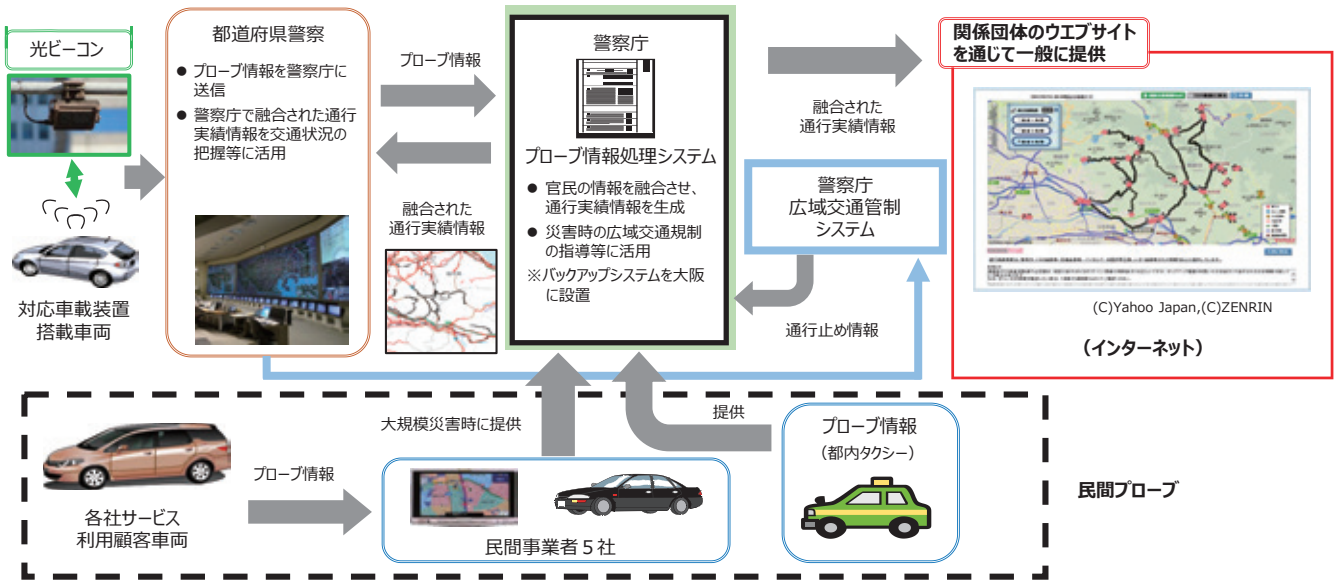 光ビーコン
対応車載装置
搭載車両
都道府県警察
● プローブ情報を警察庁に
送信
● 警察庁で融合された通行
実績情報を交通状況の
把握等に活用
プローブ情報
融合された
通行実績情報
警察庁
プローブ情報処理システム
● 官民の情報を融合させ、
通行実績情報を生成
● 災害時の広域交通規制
の指導等に活用
※バックアップシステムを大阪
に設置
融合された
通行実績情報
警察庁
広域交通管制
システム
通行止め情報
関係団体のウエブサイト
を通じて一般に提供
(C)Yahoo Japan,(C)ZENRIN
(インターネット)
各社サービス
利用顧客車両
プローブ情報
大規模災害時に提供
民間事業者5社
提供
プローブ情報
(都内タクシー)
民間プローブ